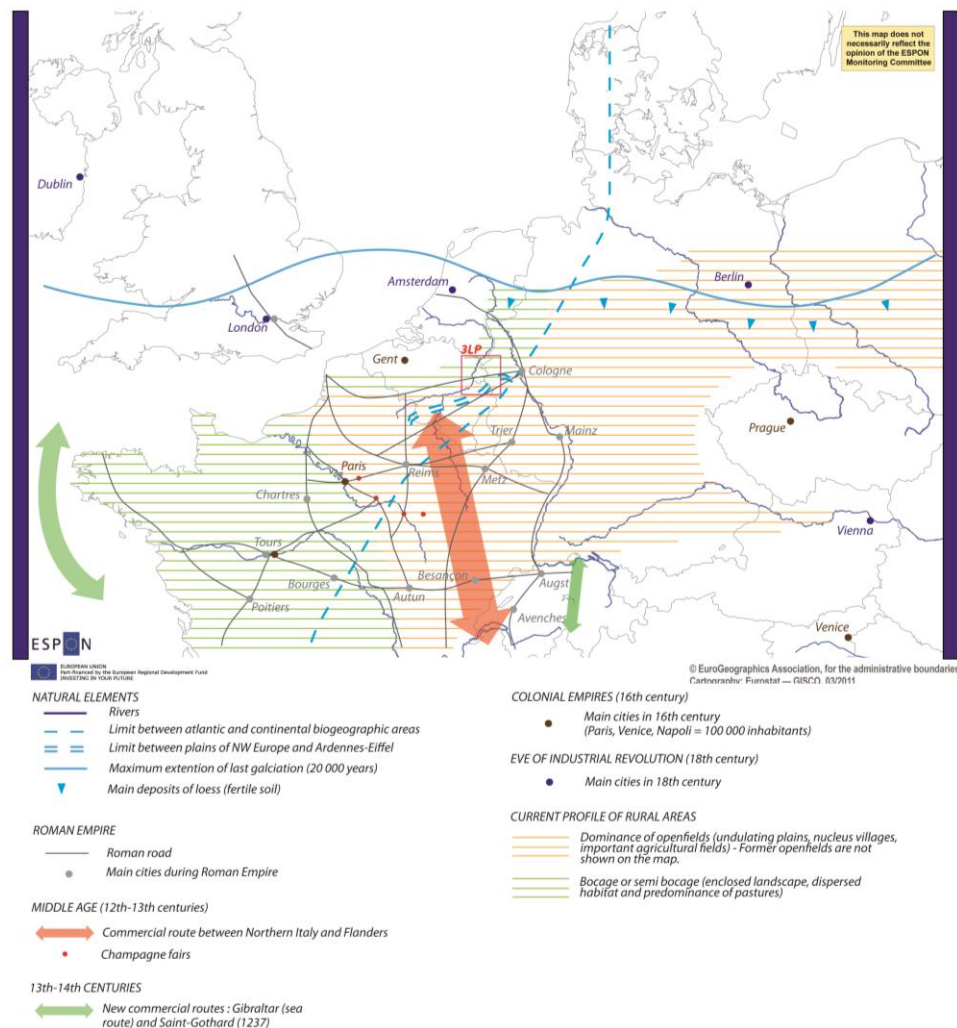 This map does not
necessarily reflect the
opinion of the ESPON
Monitoring Committee
Dublin
Amsterdam
Berlin
London
3LP
Gent
Cologne
Prague
Trier
Mainz
Paris
Reims
Metz
Chartres
Vienna
Tours
Besançon
Augst
Bourges
Autun
Poitiers
Avenches
Venice
ESPON
EUROPEAN UNION
Part-financed by the European Regional Development Fund
INVESTING IN YOUR FUTURE
© EuroGeographics Association, for the administrative boundaries
Cartography: Eurostat — GISCO, 03/2011
NATURAL ELEMENTS
Rivers
Limit between atlantic and continental biogeographic areas
Limit between plains of NW Europe and Ardennes-Eiffel
Maximum extention of last galciation (20 000 years)
Main deposits of loess (fertile soil)
ROMAN EMPIRE
Roman road
Main cities during Roman Empire
MIDDLE AGE (12th-13th centuries)
Commercial route between Northern Italy and Flanders
Champagne fairs
13th-14th CENTURIES
New commercial routes : Gibraltar (sea
route) and Saint-Gothard (1237)
COLONIAL EMPIRES (16th century)
Main cities in 16th century
(Paris, Venice, Napoli = 100 000 inhabitants)
EVE OF INDUSTRIAL REVOLUTION (18th century)
Main cities in 18th century
CURRENT PROFILE OF RURAL AREAS
Dominance of openfields (undulating plains, nucleus villages,
important agricultural fields) - Former openfields are not
shown on the map.
Bocage or semi bocage (enclosed landscape, dispersed
habitat and predominance of pastures)